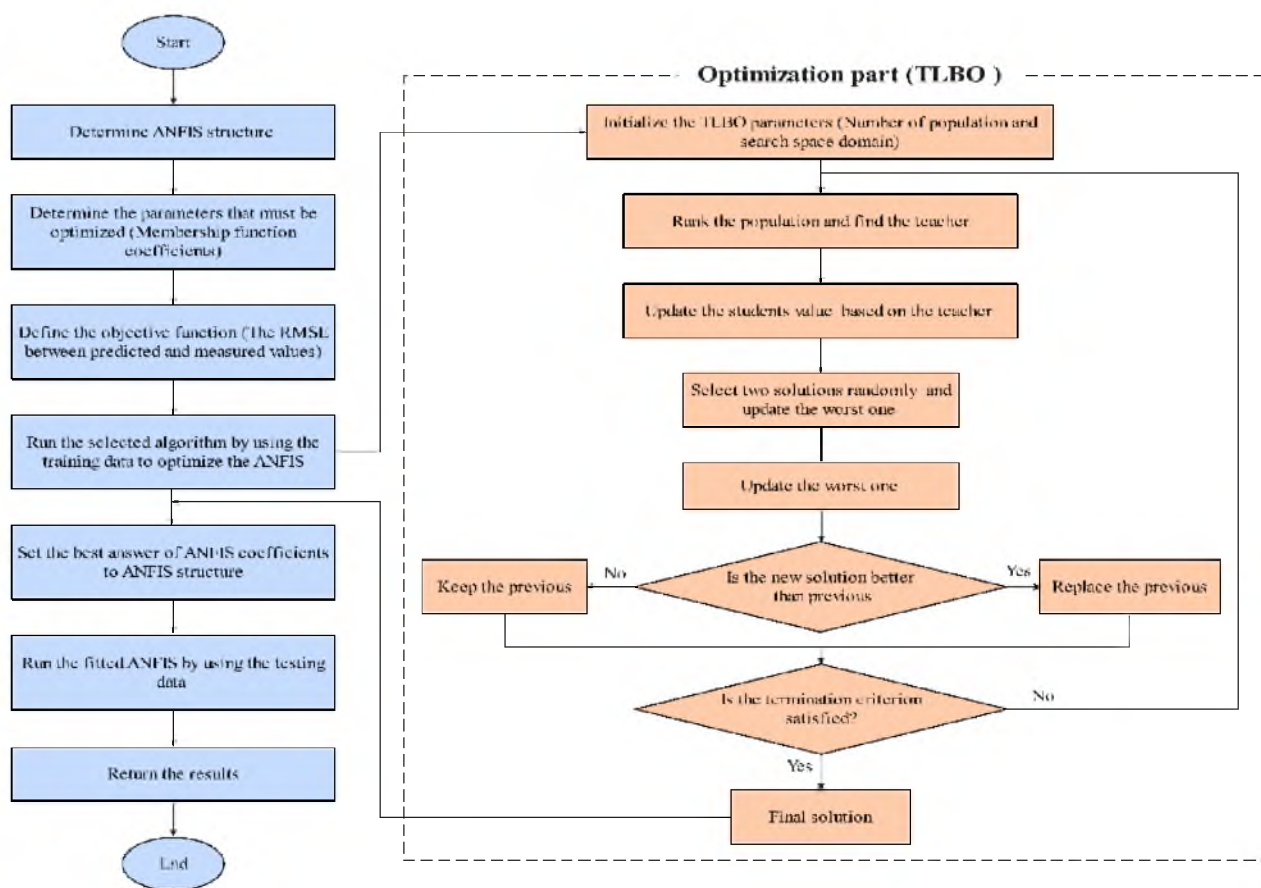 Start
Determine ANFIS structure
Determine the parameters that must be
optimized (Membership function
coefficients)
Define the objective function (The RMSE
between predicted and measured values)
Run the selected algorithm by using the
training data to optimize the ANFIS
Set the best answer of ANFIS coefficients
to ANFIS structure
Run the fitted ANFIS by using the testing
data
Return the results
End
Optimization part (TLBO )
Initialize the TLBO parameters (Number of population and
search space domain)
Rank the population and find the teacher
Update the students value based on the teacher
Select two solutions randomly and
update the worst one
Update the worst one
Is the new solution better
than previous
No
Keep the previous
Yes
Replace the previous
Is the termination criterion
satisfied?
No
Yes
Final solution